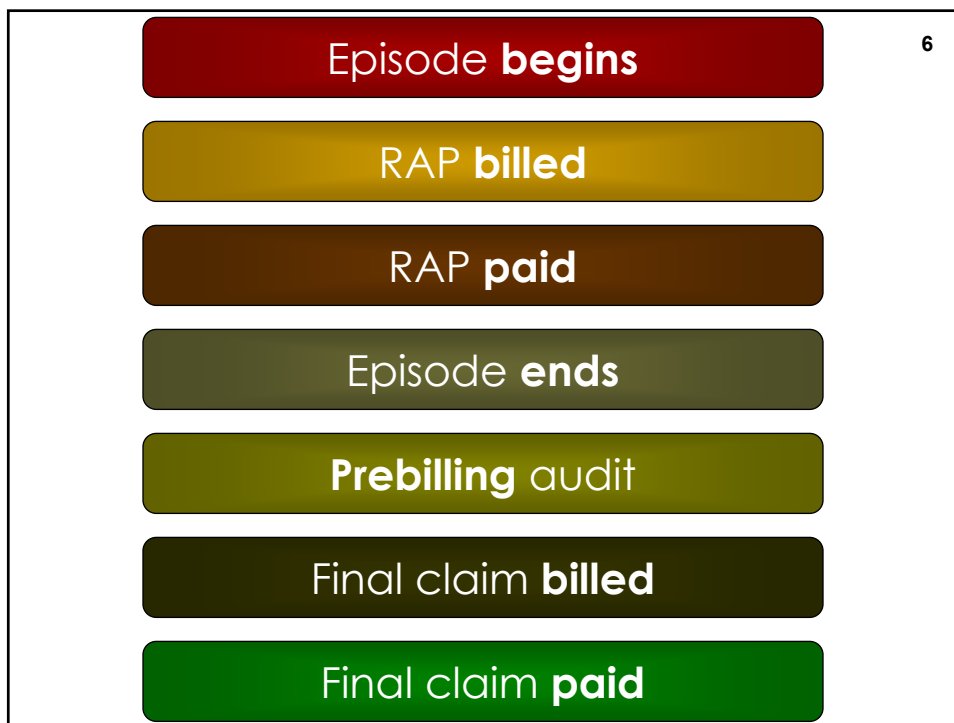 6
Episode begins
RAP billed
RAP paid
Episode ends
Prebilling audit
Final claim billed
Final claim paid